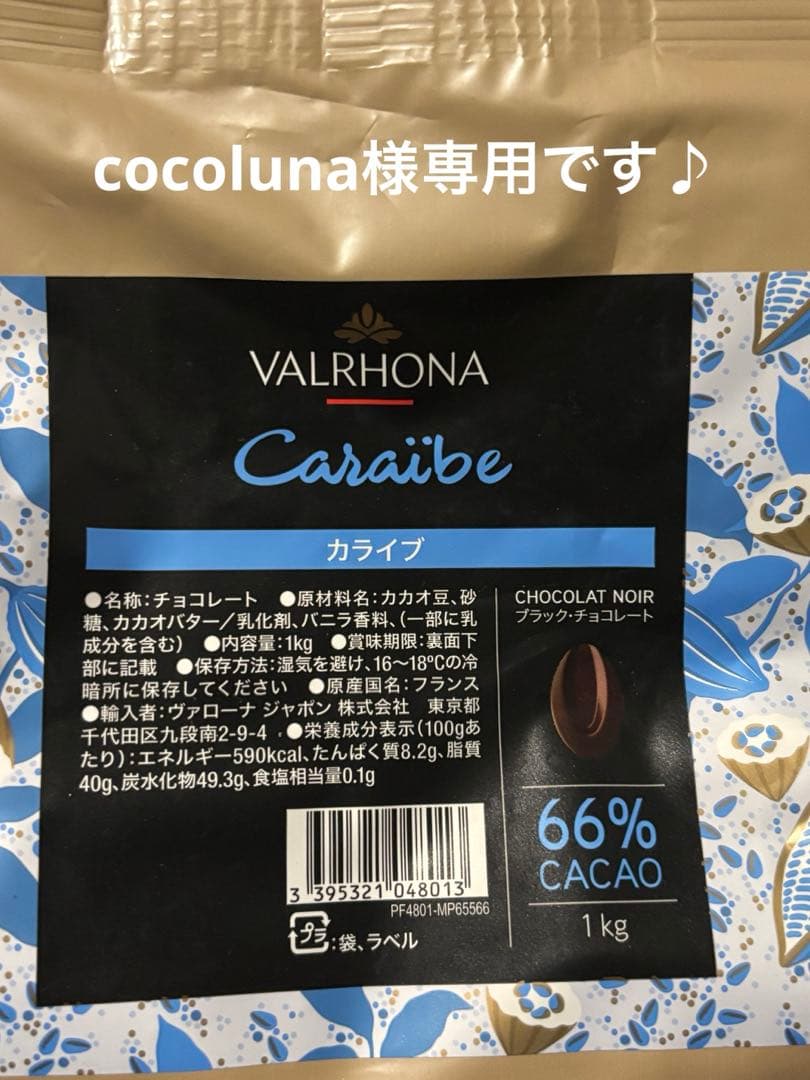 cocoluna様専用です♪
VALRHONA
Caraïbe
カライブ
●名称:チョコレート ●原材料名:カカオ豆、砂
糖、カカオバター/乳化剤、バニラ香料、(一部に乳
成分を含む) ●内容量:1kg ●賞味期限:裏面下
部に記載 ●保存方法:湿気を避け、16~18℃の冷
暗所に保存してください ●原産国名:フランス
●輸入者:ヴァローナ ジャポン 株式会社 東京都
千代田区九段南2-9-4 ●栄養成分表示(100gあ
たり):エネルギー590kcal、たんぱく質8.2g、脂質
40g、炭水化物49.3g、食塩相当量0.1g
3 395321 048013
PF4801-MP65566
プラ:袋、ラベル
CHOCOLAT NOIR
ブラック・チョコレート
66%
CACAO
1kg